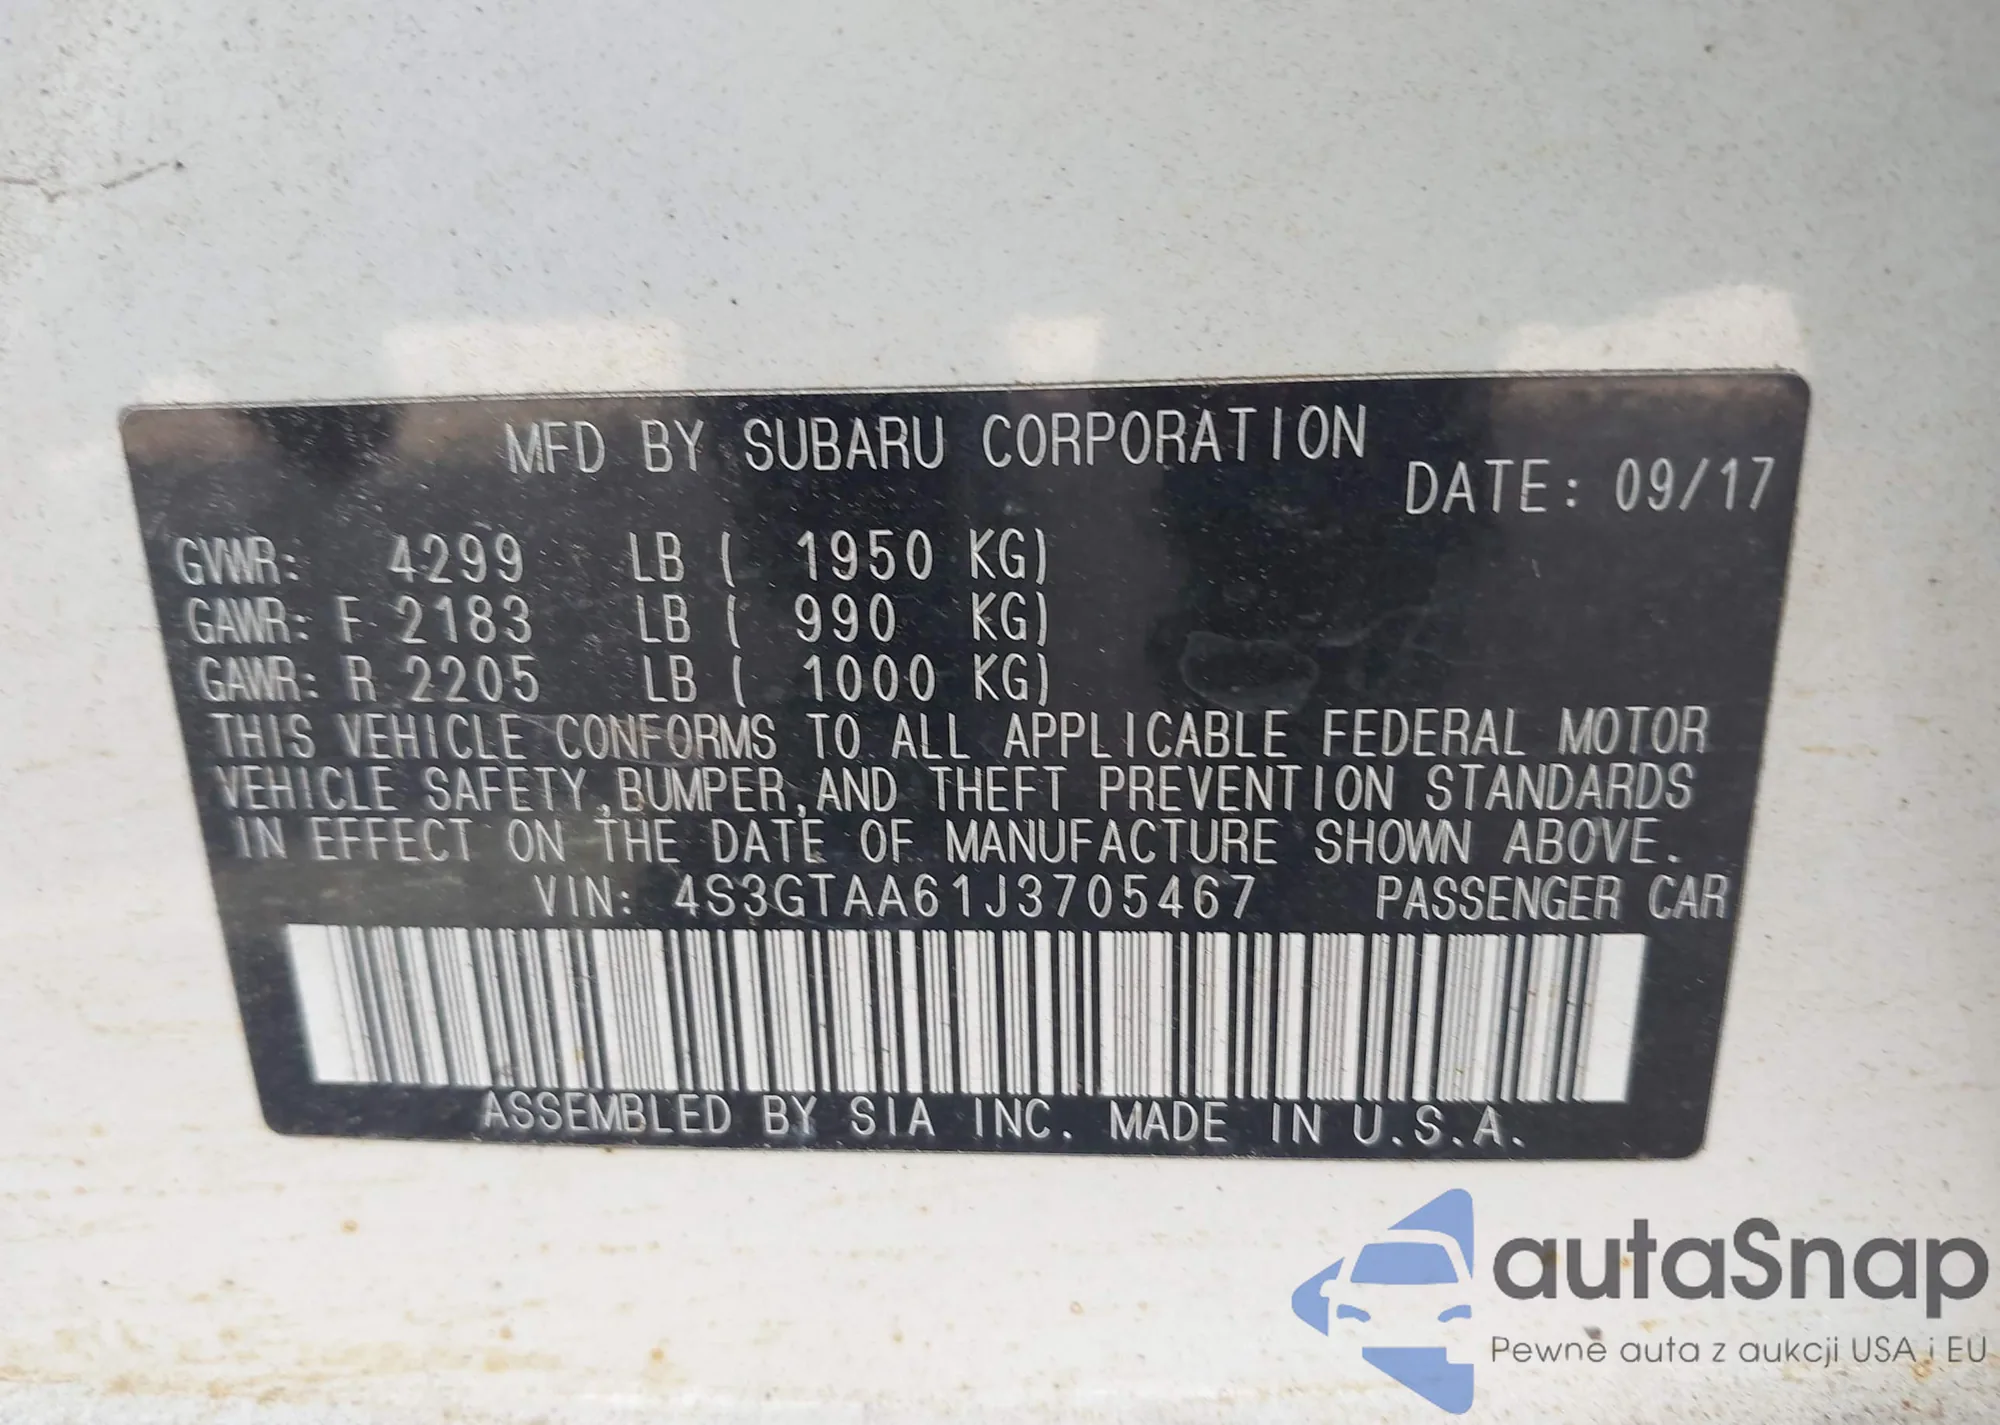 MFD BY SUBARU CORPORATION
DATE: 09/17
GVWR: 4299 LB ( 1950 KG)
GAWR: F 2183 LB ( 990 KG)
GAWR: R 2205 LB ( 1000 KG)
THIS VEHICLE CONFORMS TO ALL APPLICABLE FEDERAL MOTOR
VEHICLE SAFETY,BUMPER,AND THEFT PREVENTION STANDARDS
IN EFFECT ON THE DATE OF MANUFACTURE SHOWN ABOVE.
VIN: 4S3GTAA61J3705467 PASSENGER CAR
ASSEMBLED BY SIA INC. MADE IN U.S.A.
autaSnap
Pewne auta z aukcji USA i EU